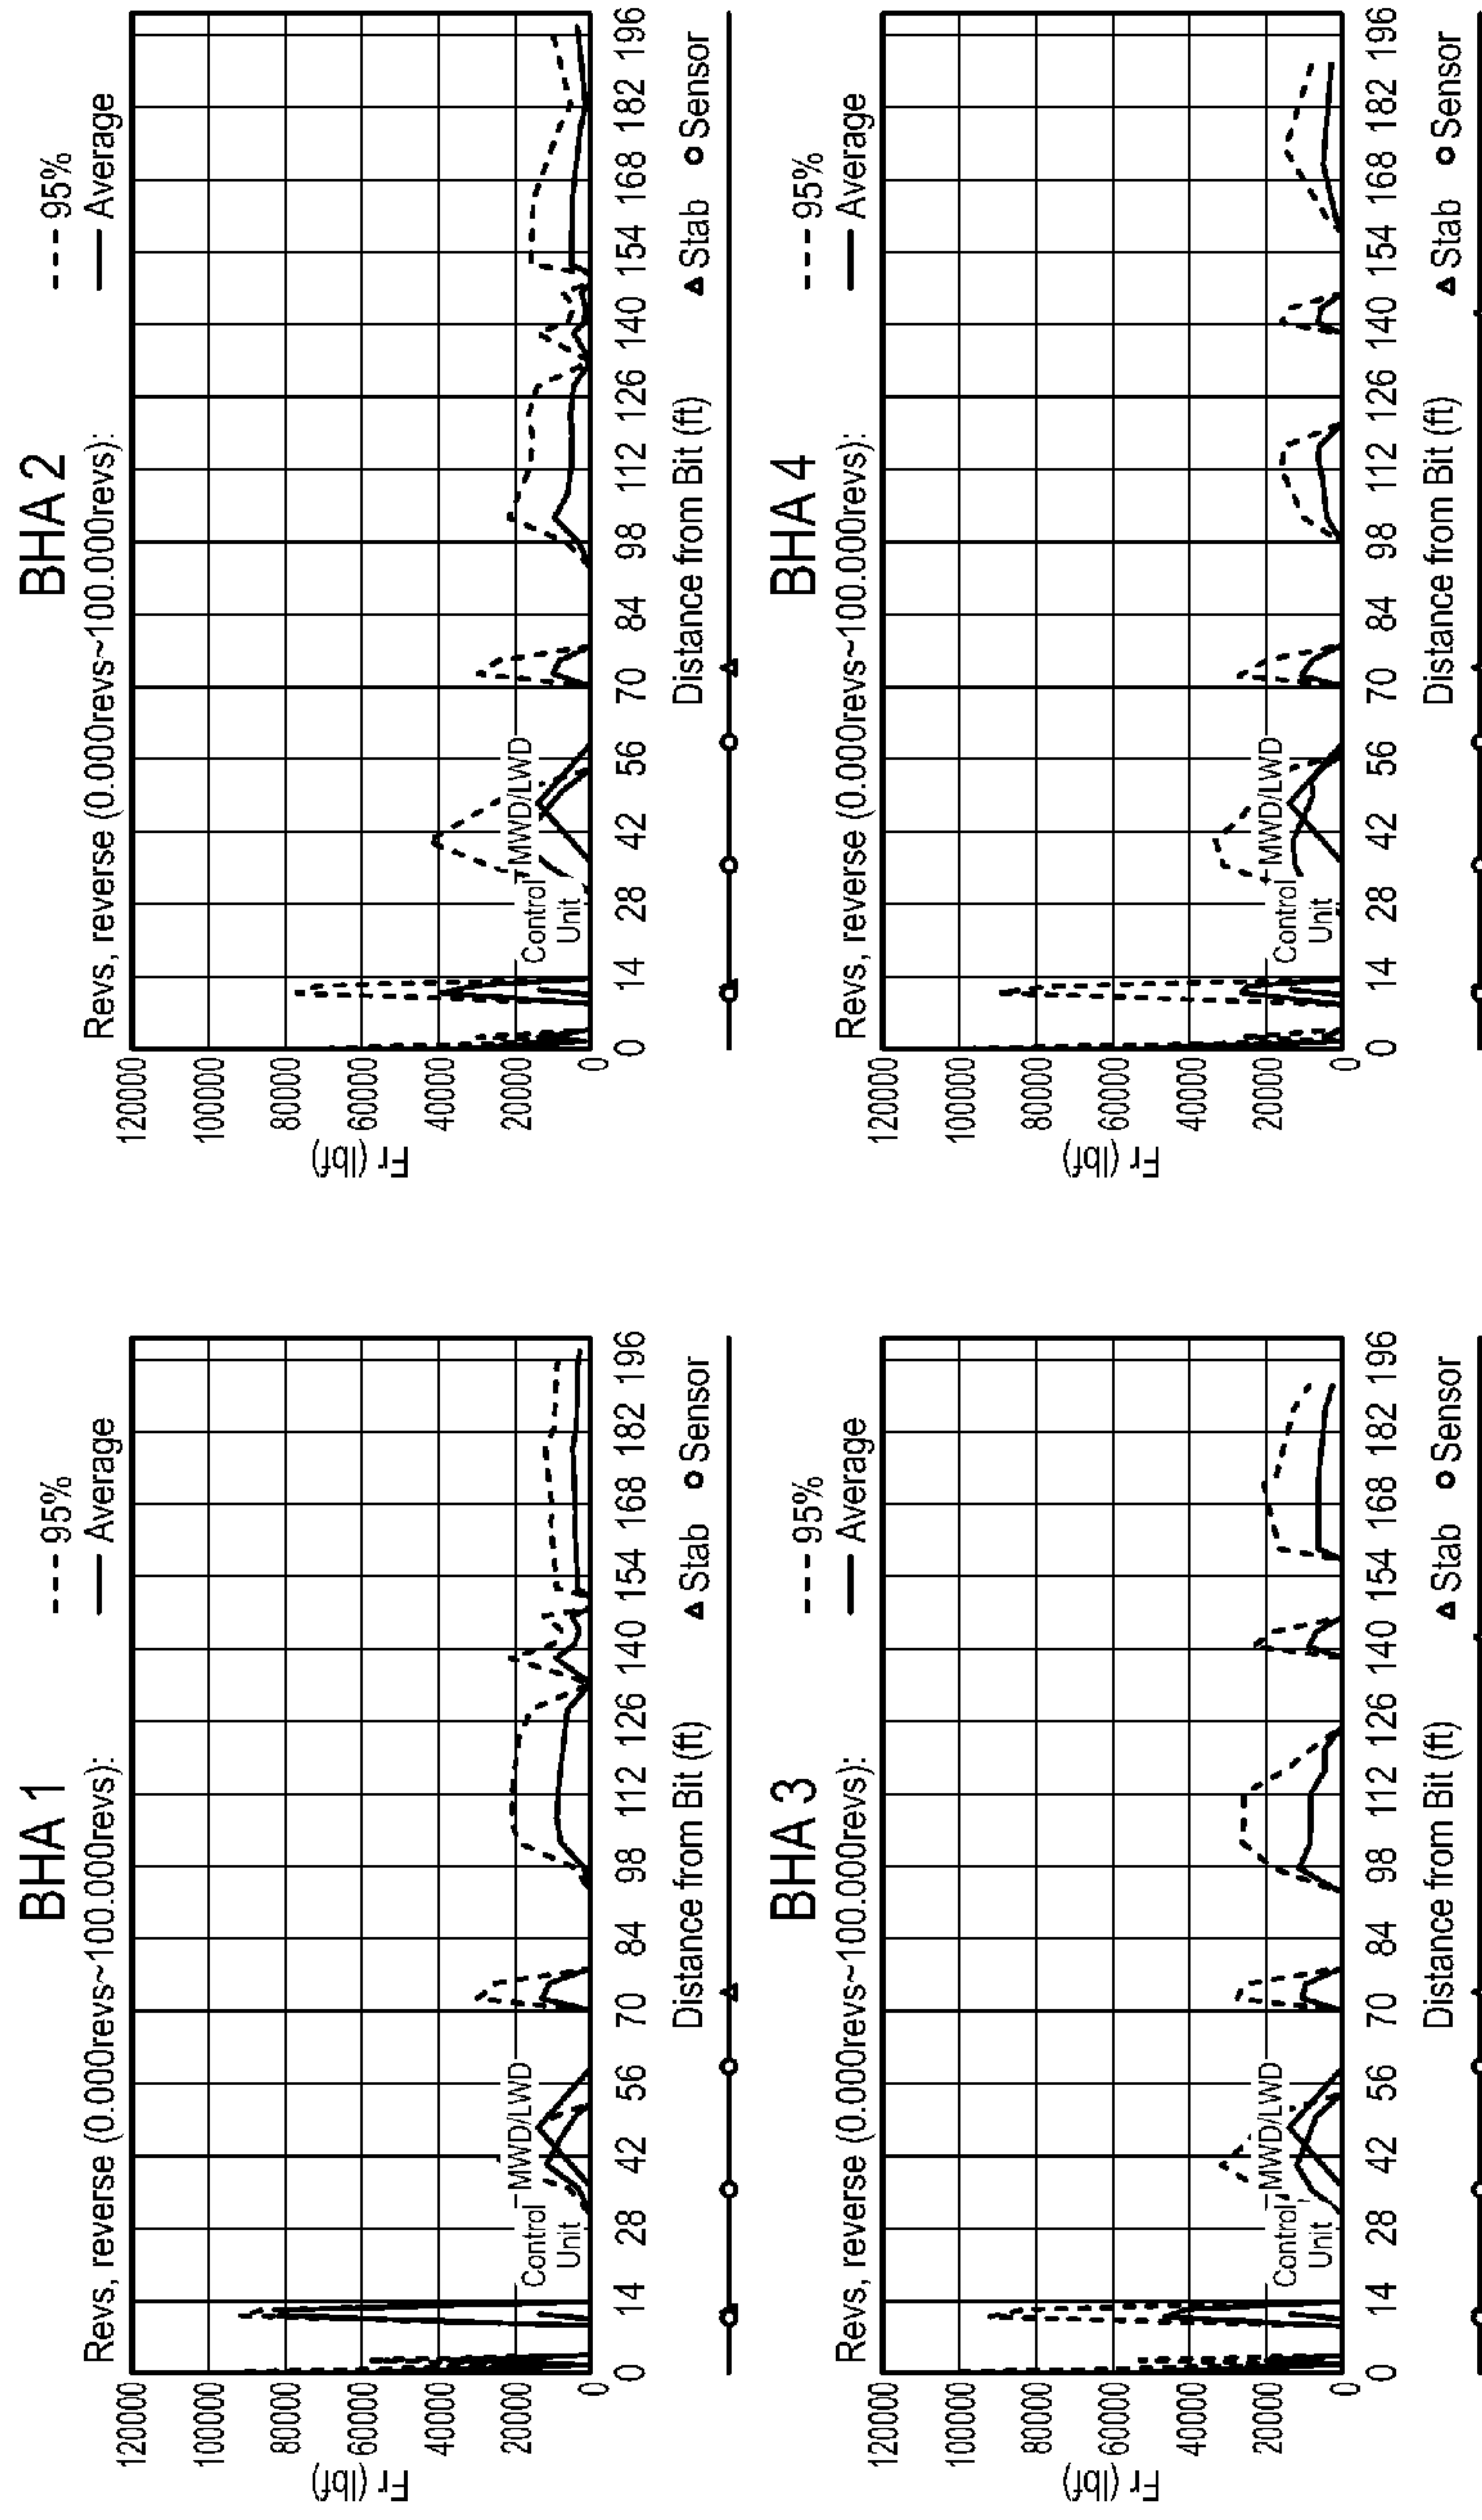 BHA 1
Revs, reverse (0.000revs~100.000revs):
--- 95%
— Average
Fr (lbf)
120000
100000
80000
60000
40000
20000
0
Control
Unit
MWD/LWD
0 14 28 42 56 70 84 98 112 126 140 154 168 182 196
Distance from Bit (ft)
Stab
Sensor
BHA 2
Revs, reverse (0.000revs~100.000revs):
--- 95%
— Average
Fr (lbf)
120000
100000
80000
60000
40000
20000
0
Control
Unit
MWD/LWD
0 14 28 42 56 70 84 98 112 126 140 154 168 182 196
Distance from Bit (ft)
Stab
Sensor
BHA 3
Revs, reverse (0.000revs~100.000revs):
--- 95%
— Average
Fr (lbf)
120000
100000
80000
60000
40000
20000
0
Control
Unit
MWD/LWD
0 14 28 42 56 70 84 98 112 126 140 154 168 182 196
Distance from Bit (ft)
Stab
Sensor
BHA 4
Revs, reverse (0.000revs~100.000revs):
--- 95%
— Average
Fr (lbf)
120000
100000
80000
60000
40000
20000
0
Control
Unit
MWD/LWD
0 14 28 42 56 70 84 98 112 126 140 154 168 182 196
Distance from Bit (ft)
Stab
Sensor